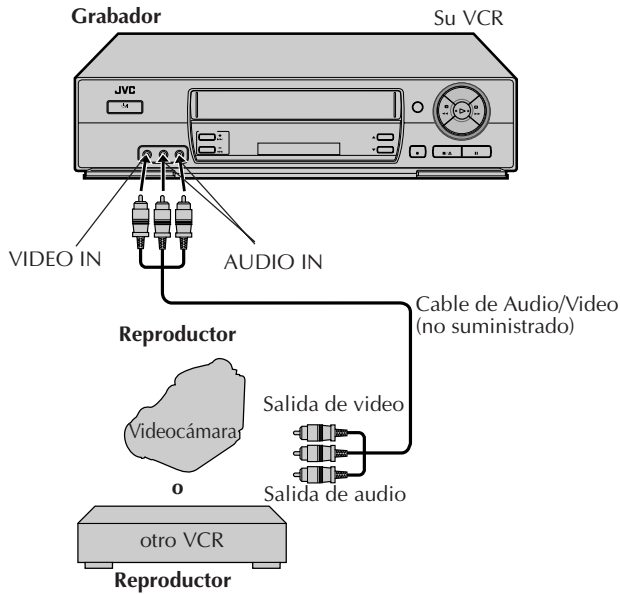 Grabador
Su VCR
JVC
VIDEO IN
AUDIO IN
Cable de Audio/Video
(no suministrado)
Reproductor
Salida de video
Videocámara
o
Salida de audio
otro VCR
Reproductor